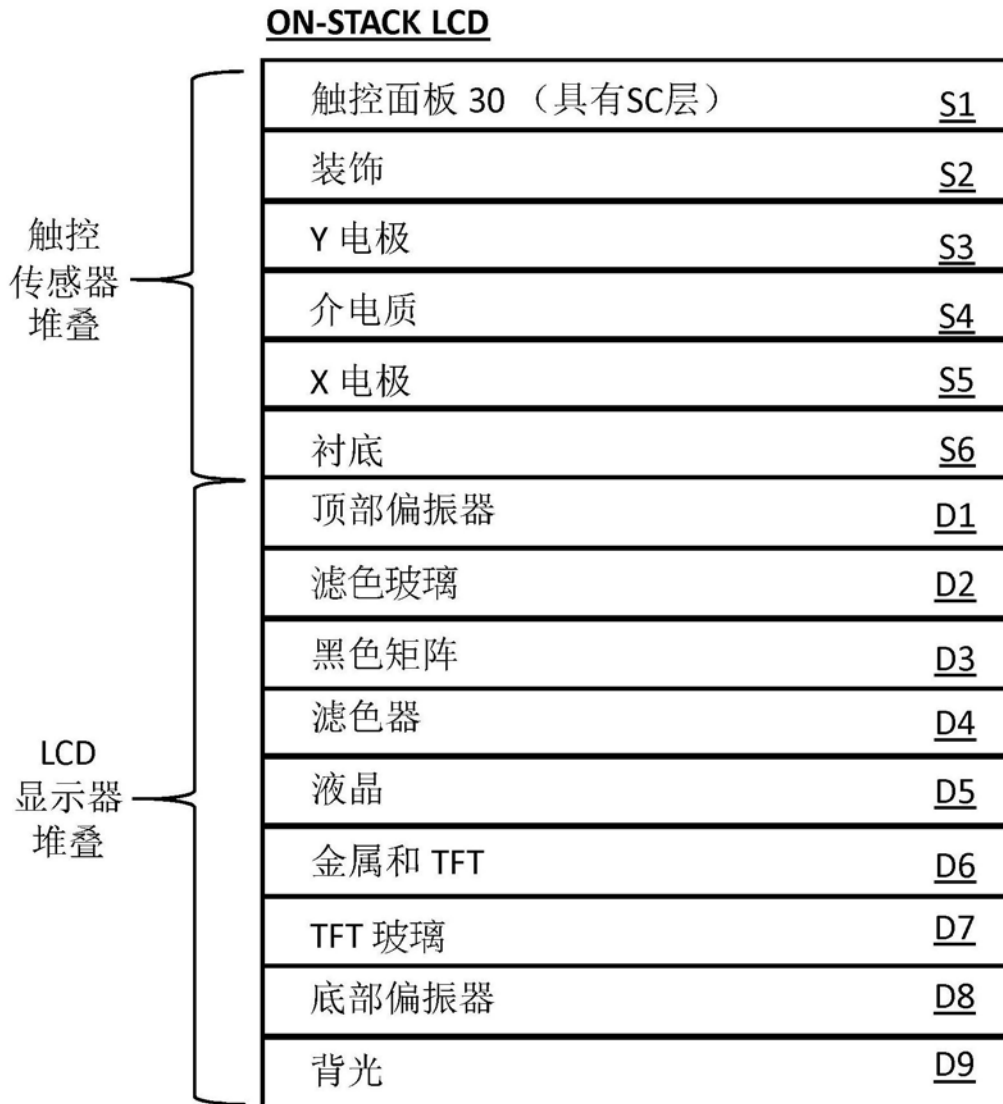 ON-STACK LCD
触控面板 30 （具有SC层） S1
装饰 S2
Y 电极 S3
介电质 S4
X 电极 S5
衬底 S6
触控
传感器
堆叠
顶部偏振器 D1
滤色玻璃 D2
黑色矩阵 D3
滤色器 D4
液晶 D5
金属和 TFT D6
TFT 玻璃 D7
底部偏振器 D8
背光 D9
LCD
显示器
堆叠